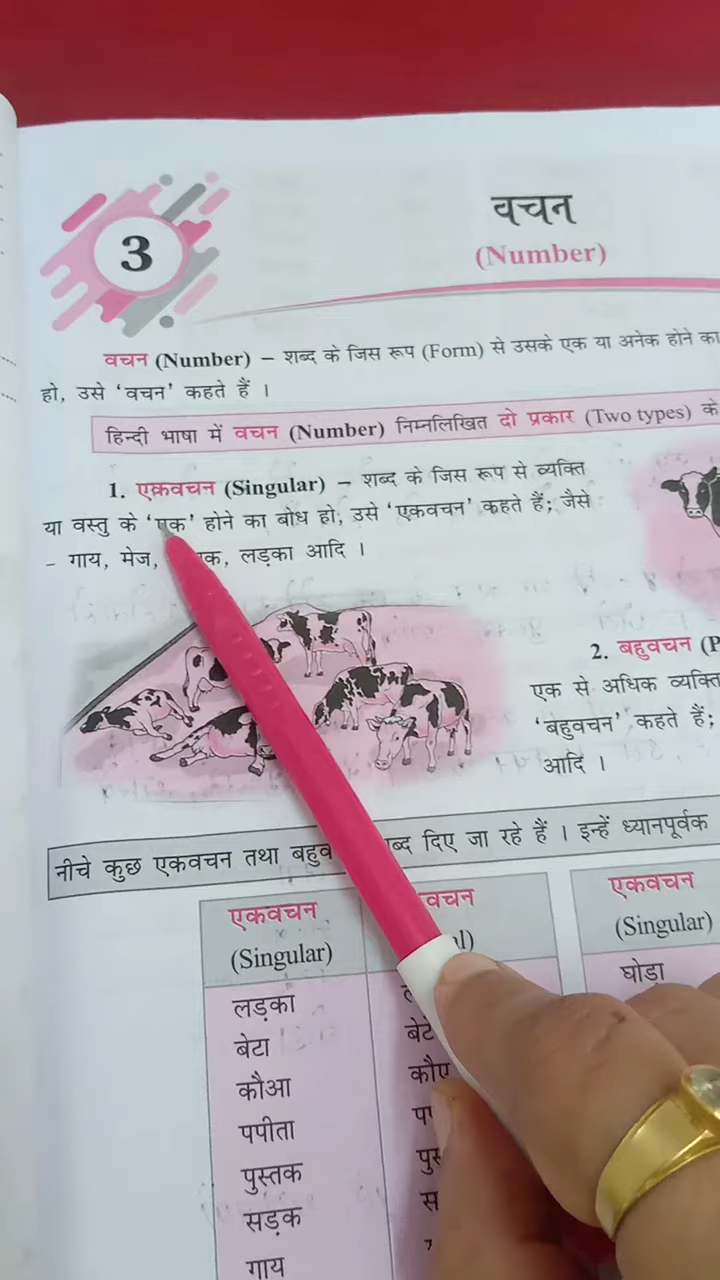 3
वचन
(Number)
वचन (Number) – शब्द के जिस रूप (Form) से उसके एक या अनेक होने का
हो, उसे ‘वचन’ कहते हैं ।
हिन्दी भाषा में वचन (Number) निम्नलिखित दो प्रकार (Two types) के
1. एकवचन (Singular) – शब्द के जिस रूप से व्यक्ति
या वस्तु के ‘एक’ होने का बोध हो, उसे ‘एकवचन’ कहते हैं; जैसे
– गाय, मेज, लड़का आदि ।
2. बहुवचन
एक से अधिक व्यक्ति
‘बहुवचन’ कहते हैं;
आदि ।
नीचे कुछ एकवचन तथा दिए जा रहे हैं । इन्हें ध्यानपूर्वक
एकवचन
(Singular)
लड़का
बेटा
कौआ
पपीता
पुस्तक
सड़क
गाय
एकवचन
(Singular)
घोड़ा